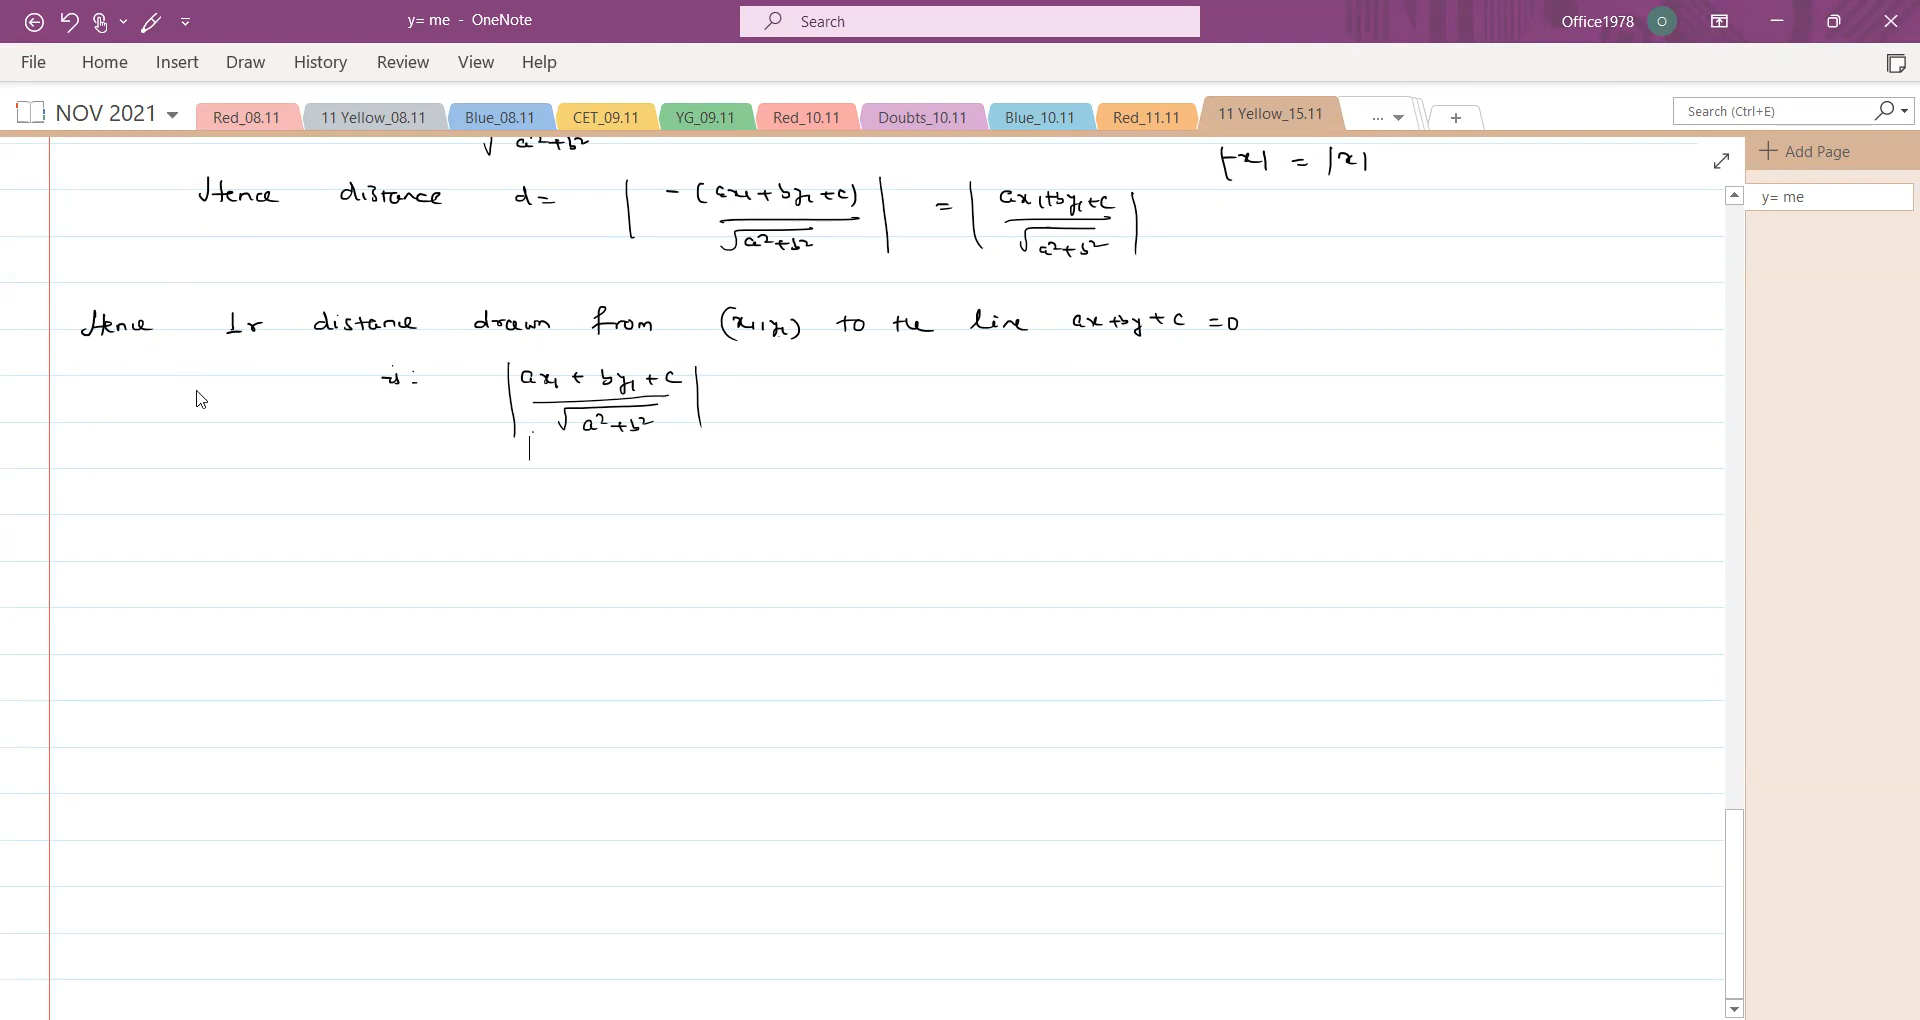 y= me - OneNote
Search
Office1978 O
File Home Insert Draw History Review View Help
NOV 2021 Red_08.11 11 Yellow_08.11 Blue_08.11 CET_09.11 YG_09.11 Red_10.11 Doubts_10.11 Blue_10.11 Red_11.11 11 Yellow_15.11 ... +
Search (Ctrl+E)
Add Page
y= me
√a²+b²
|-x| = |x|
Hence distance d= |-(ax₁+by₁+c)/√a²+b²| = |ax₁+by₁+c/√a²+b²|
Hence ⊥r distance drawn from (x₁,y₁) to the line ax+by+c =0
is: |ax₁+by₁+c/√a²+b²|